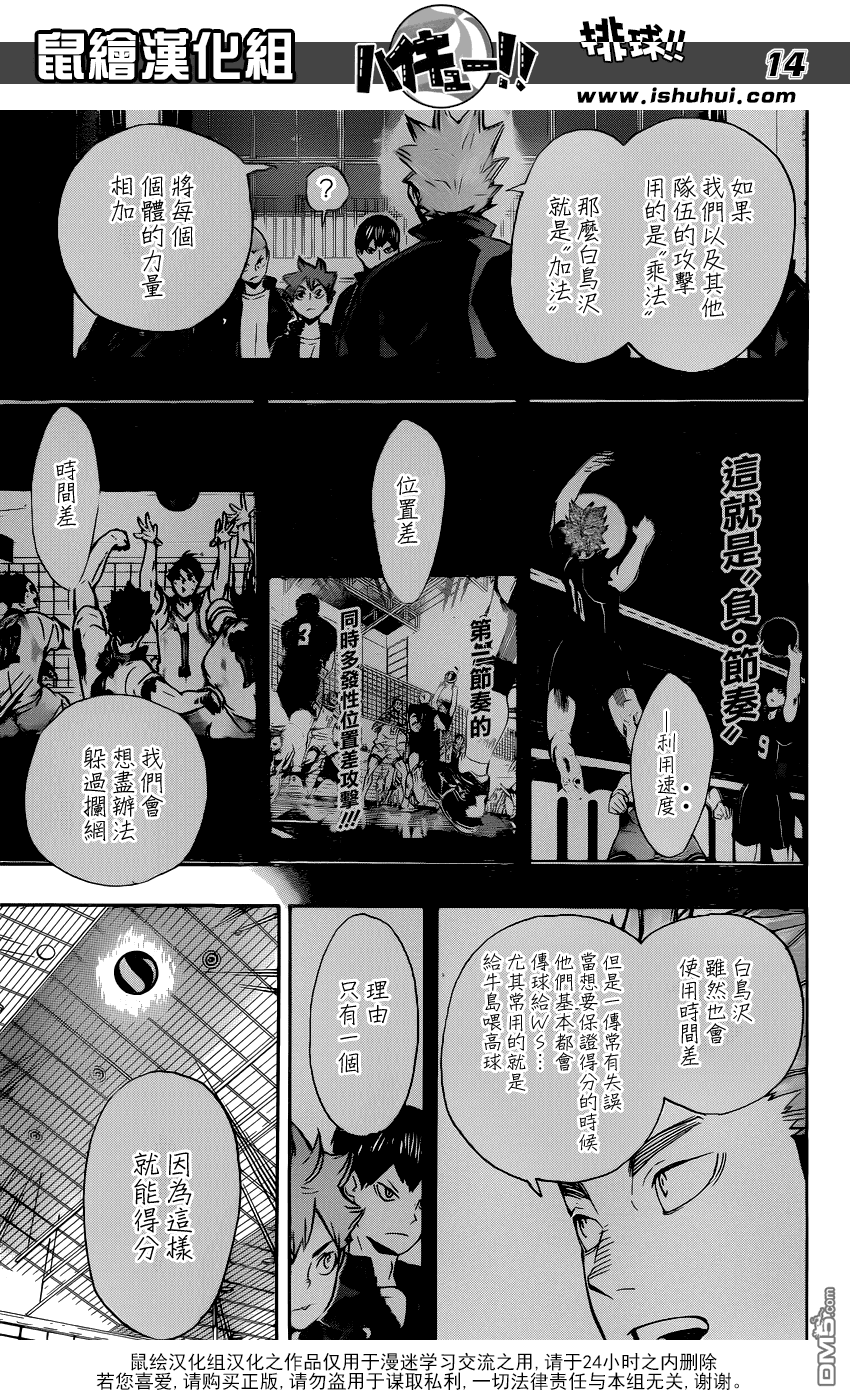 鼠繪漢化組
ハイキュー!!
排球!!
14
www.ishuhui.com
如果
我們以及其他
隊伍的攻擊
用的是“乘法”
那麼白鳥沢
就是“加法”
?
將每個
個體的力量
相加
這就是“負・節奏”
—利用速度
位置差
第二節奏的
同時多發性位置差攻擊!!!
3
9
時間差
我們會
想盡辦法
躲過攔網
白鳥沢
雖然也會
使用時間差
但是一傳常有失誤
當想要保證得分的時候
他們基本都會
傳球給WS…
尤其常用的就是
給牛島喂高球
理由
只有一個
因為這樣
就能得分
DM5.com
鼠绘汉化组汉化之作品仅用于漫迷学习交流之用,请于24小时之内删除
若您喜爱,请购买正版,请勿盗用于谋取私利,一切法律责任与本组无关,谢谢。